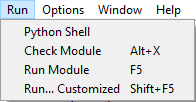 Run Options Window Help
Python Shell
Check Module Alt+X
Run Module F5
Run... Customized Shift+F5